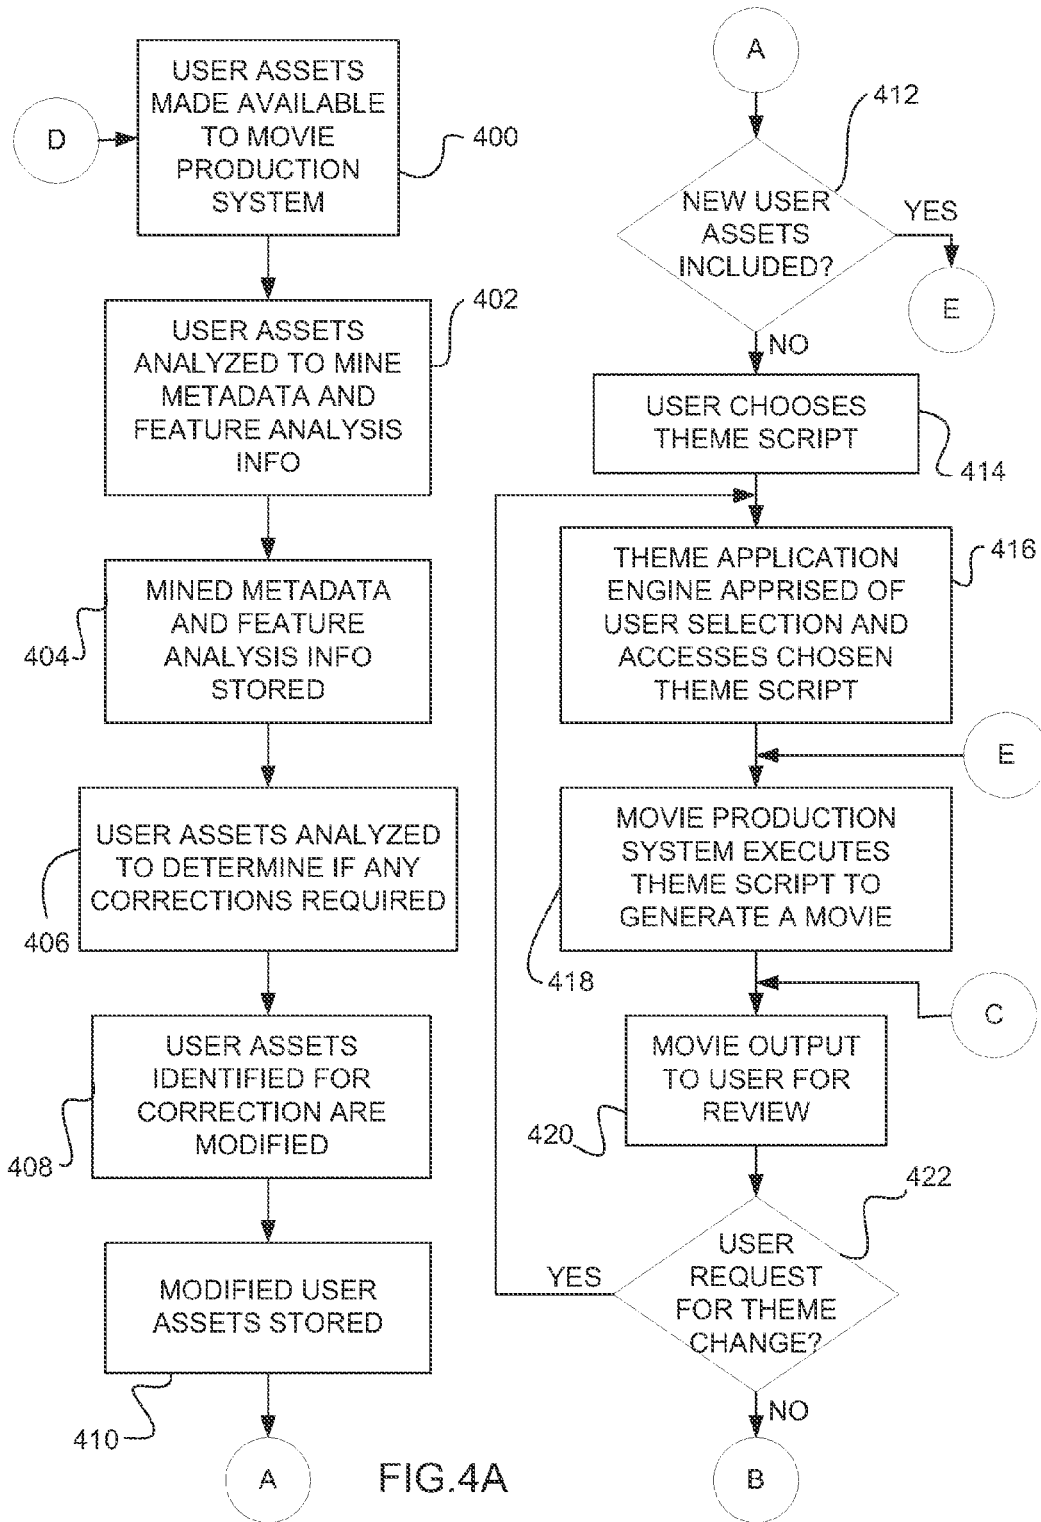 D
USER ASSETS
MADE AVAILABLE
TO MOVIE
PRODUCTION
SYSTEM
400
USER ASSETS
ANALYZED TO MINE
METADATA AND
FEATURE ANALYSIS
INFO
402
MINED METADATA
AND FEATURE
ANALYSIS INFO
STORED
404
USER ASSETS ANALYZED
TO DETERMINE IF ANY
CORRECTIONS REQUIRED
406
USER ASSETS
IDENTIFIED FOR
CORRECTION ARE
MODIFIED
408
MODIFIED USER
ASSETS STORED
410
A
A
412
NEW USER
ASSETS
INCLUDED?
YES
E
NO
USER CHOOSES
THEME SCRIPT
414
THEME APPLICATION
ENGINE APPRISED OF
USER SELECTION AND
ACCESSES CHOSEN
THEME SCRIPT
416
E
MOVIE PRODUCTION
SYSTEM EXECUTES
THEME SCRIPT TO
GENERATE A MOVIE
418
C
MOVIE OUTPUT
TO USER FOR
REVIEW
420
422
USER
REQUEST
FOR THEME
CHANGE?
YES
NO
B
FIG.4A